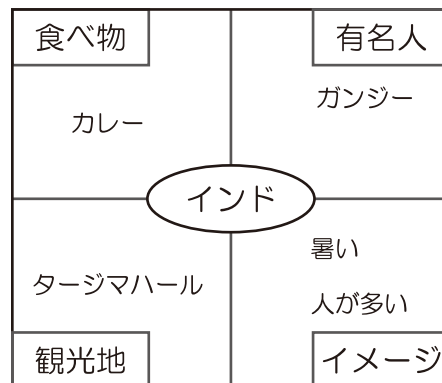 食べ物
有名人
カレー
ガンジー
インド
タージマハール
暑い
人が多い
観光地
イメージ